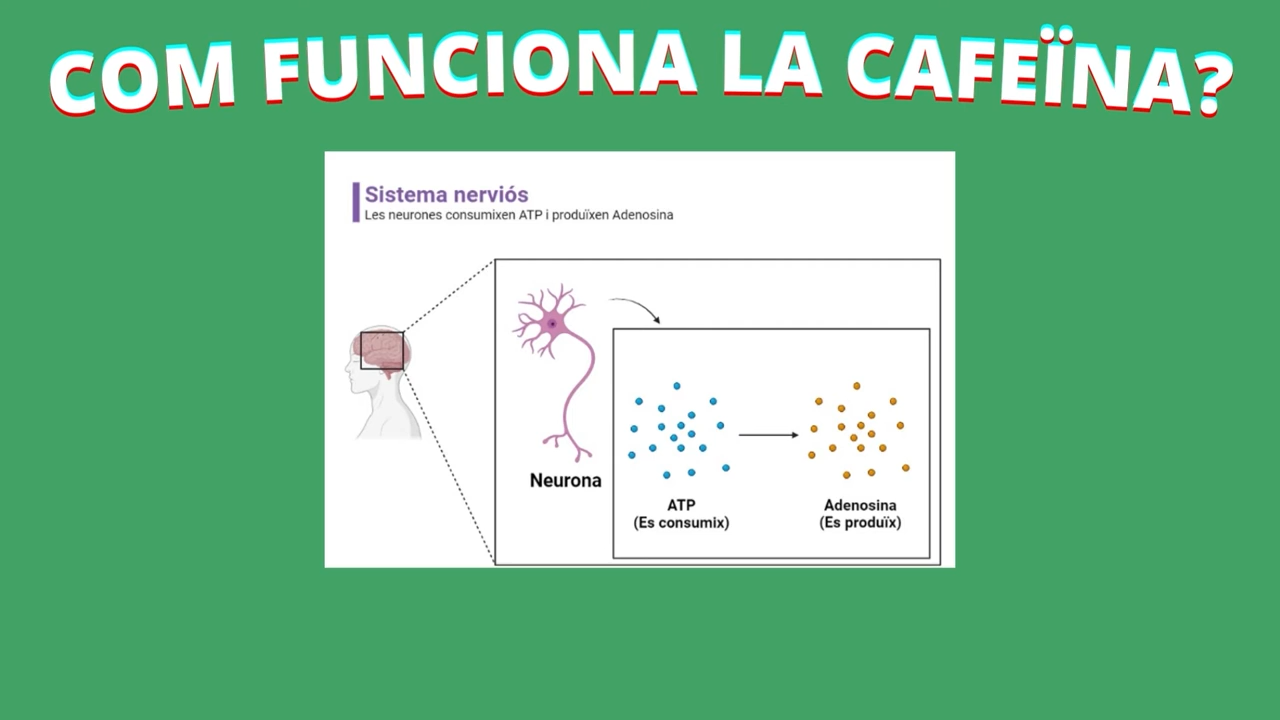 COM FUNCIONA LA CAFEÏNA?
Sistema nerviós
Les neurones consumixen ATP i produïxen Adenosina
Neurona
ATP
(Es consumix)
Adenosina
(Es produïx)